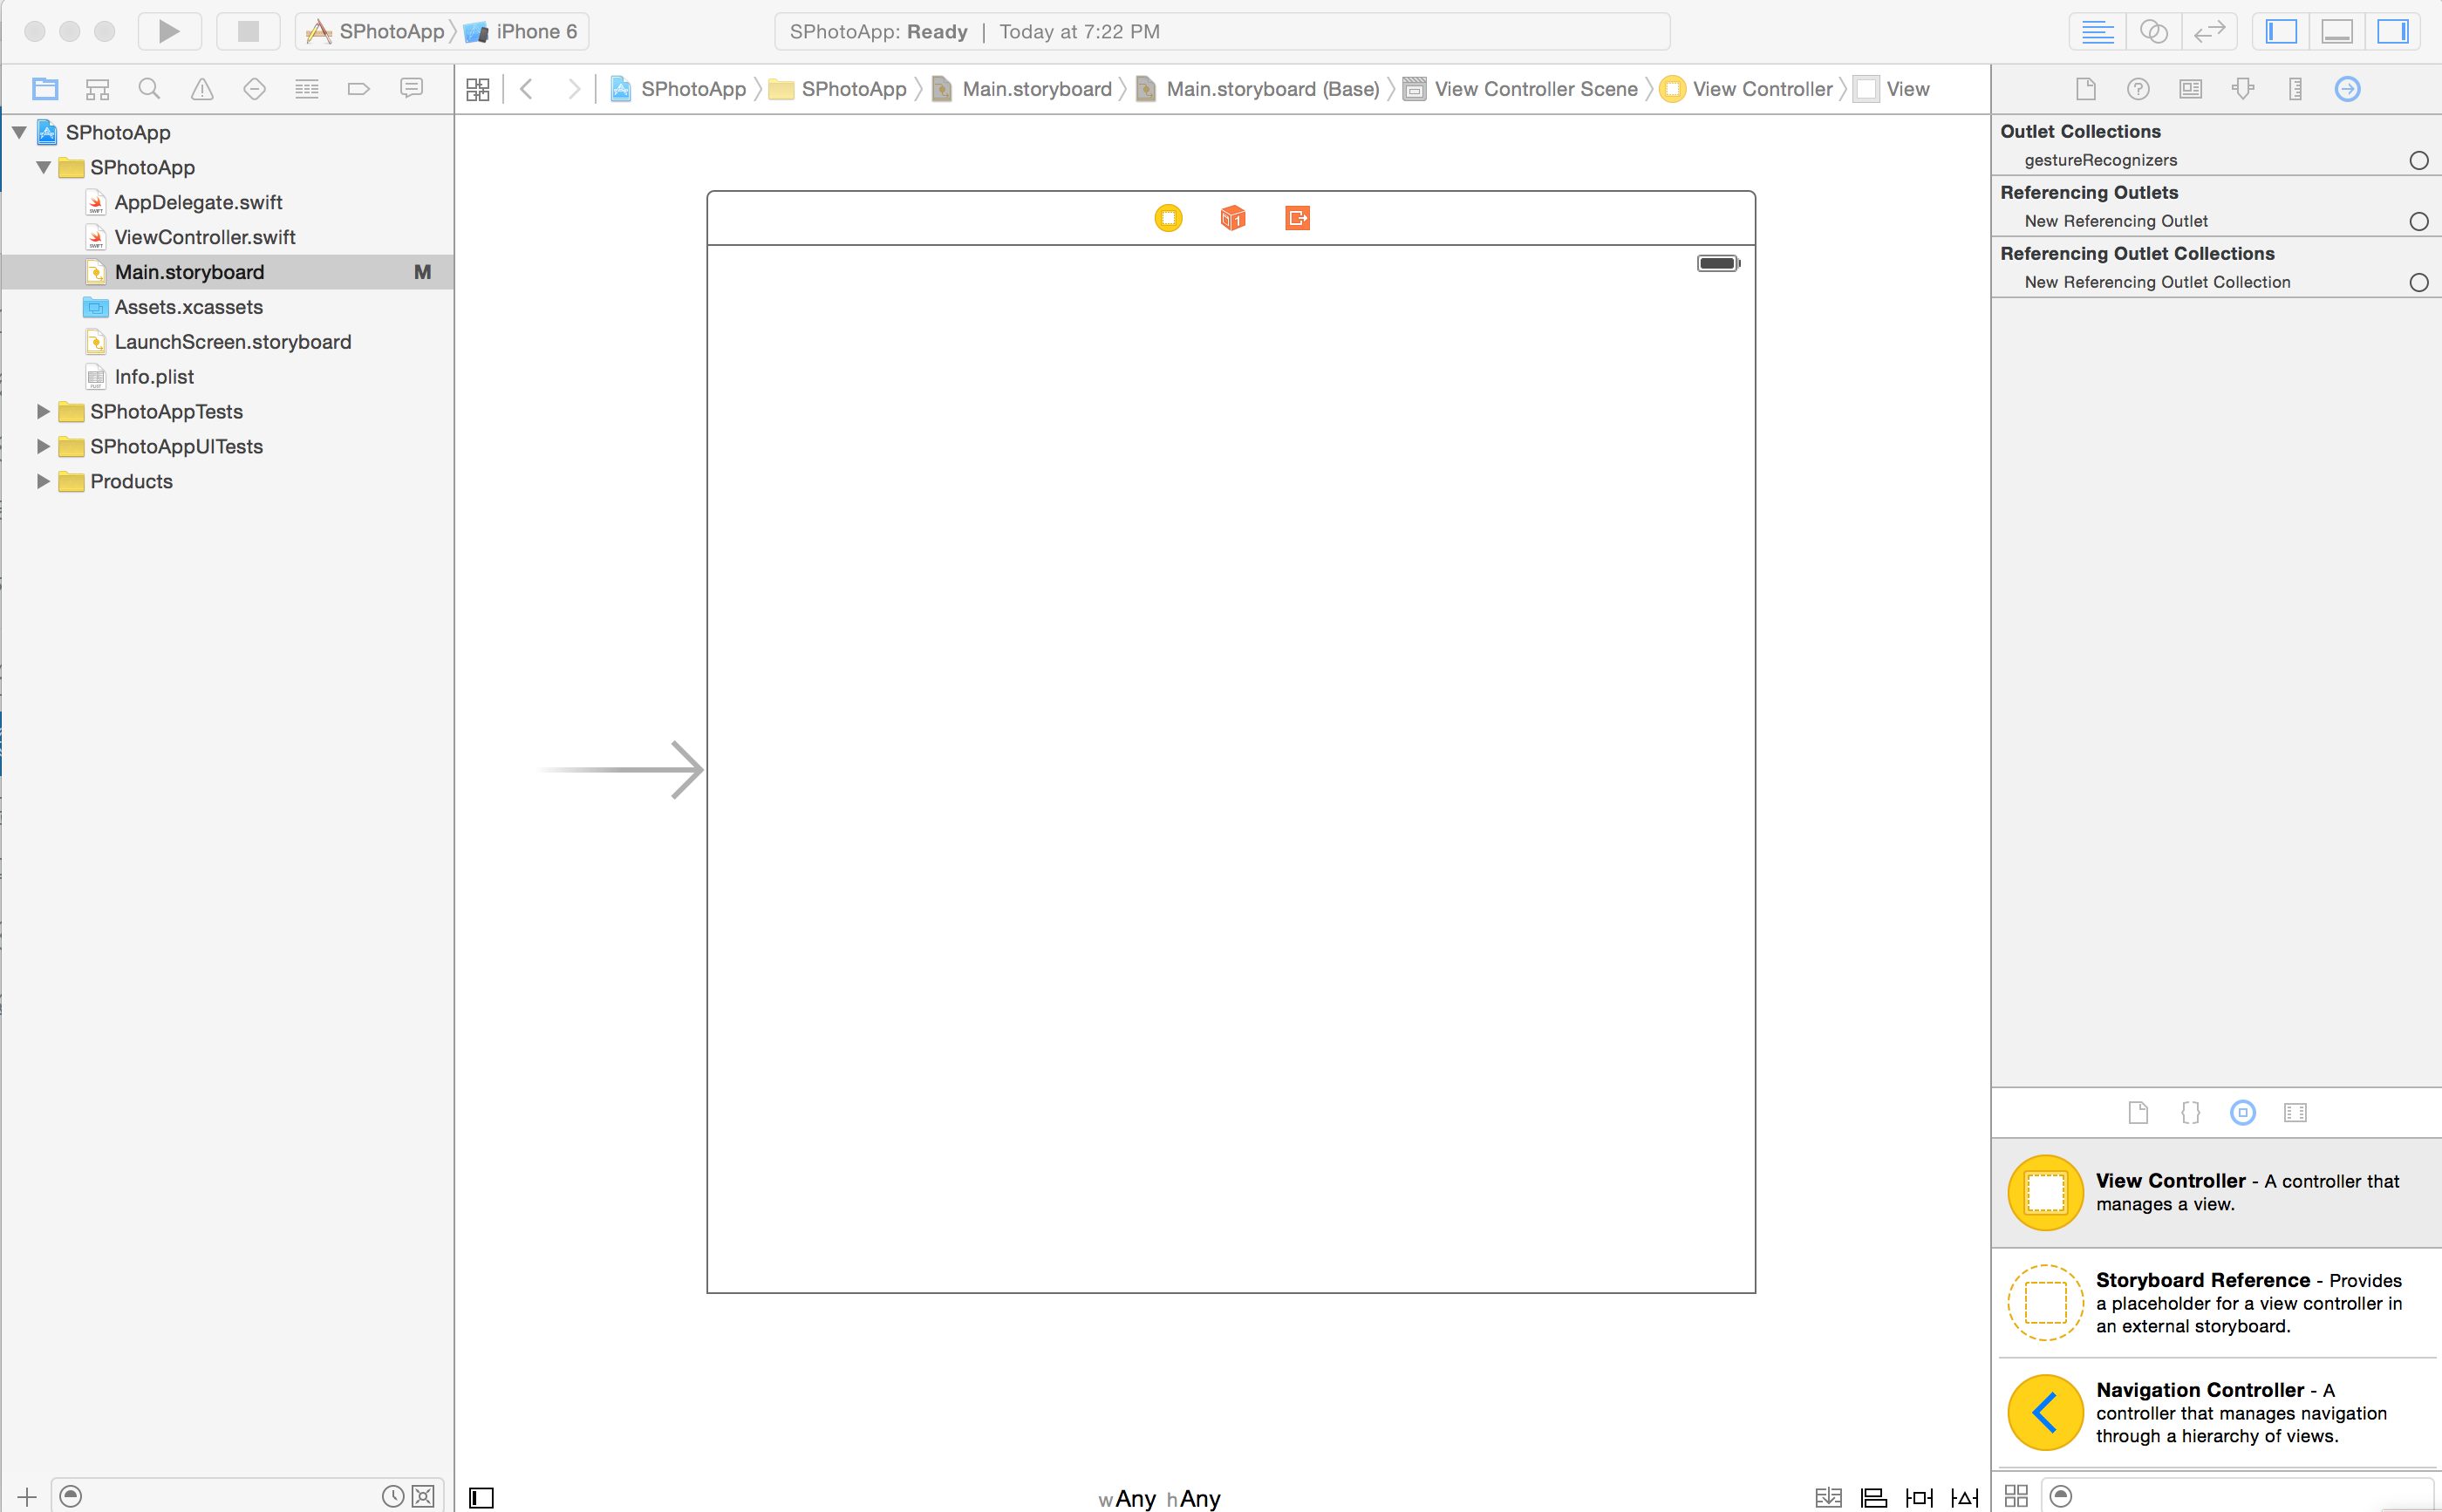 SPhotoApp iPhone 6
SPhotoApp: Ready | Today at 7:22 PM
SPhotoApp SPhotoApp Main.storyboard Main.storyboard (Base) View Controller Scene View Controller View
SPhotoApp
SPhotoApp
AppDelegate.swift
ViewController.swift
Main.storyboard M
Assets.xcassets
LaunchScreen.storyboard
Info.plist
SPhotoAppTests
SPhotoAppUITests
Products
wAny hAny
Outlet Collections
gestureRecognizers
Referencing Outlets
New Referencing Outlet
Referencing Outlet Collections
New Referencing Outlet Collection
View Controller - A controller that
manages a view.
Storyboard Reference - Provides
a placeholder for a view controller in
an external storyboard.
Navigation Controller - A
controller that manages navigation
through a hierarchy of views.